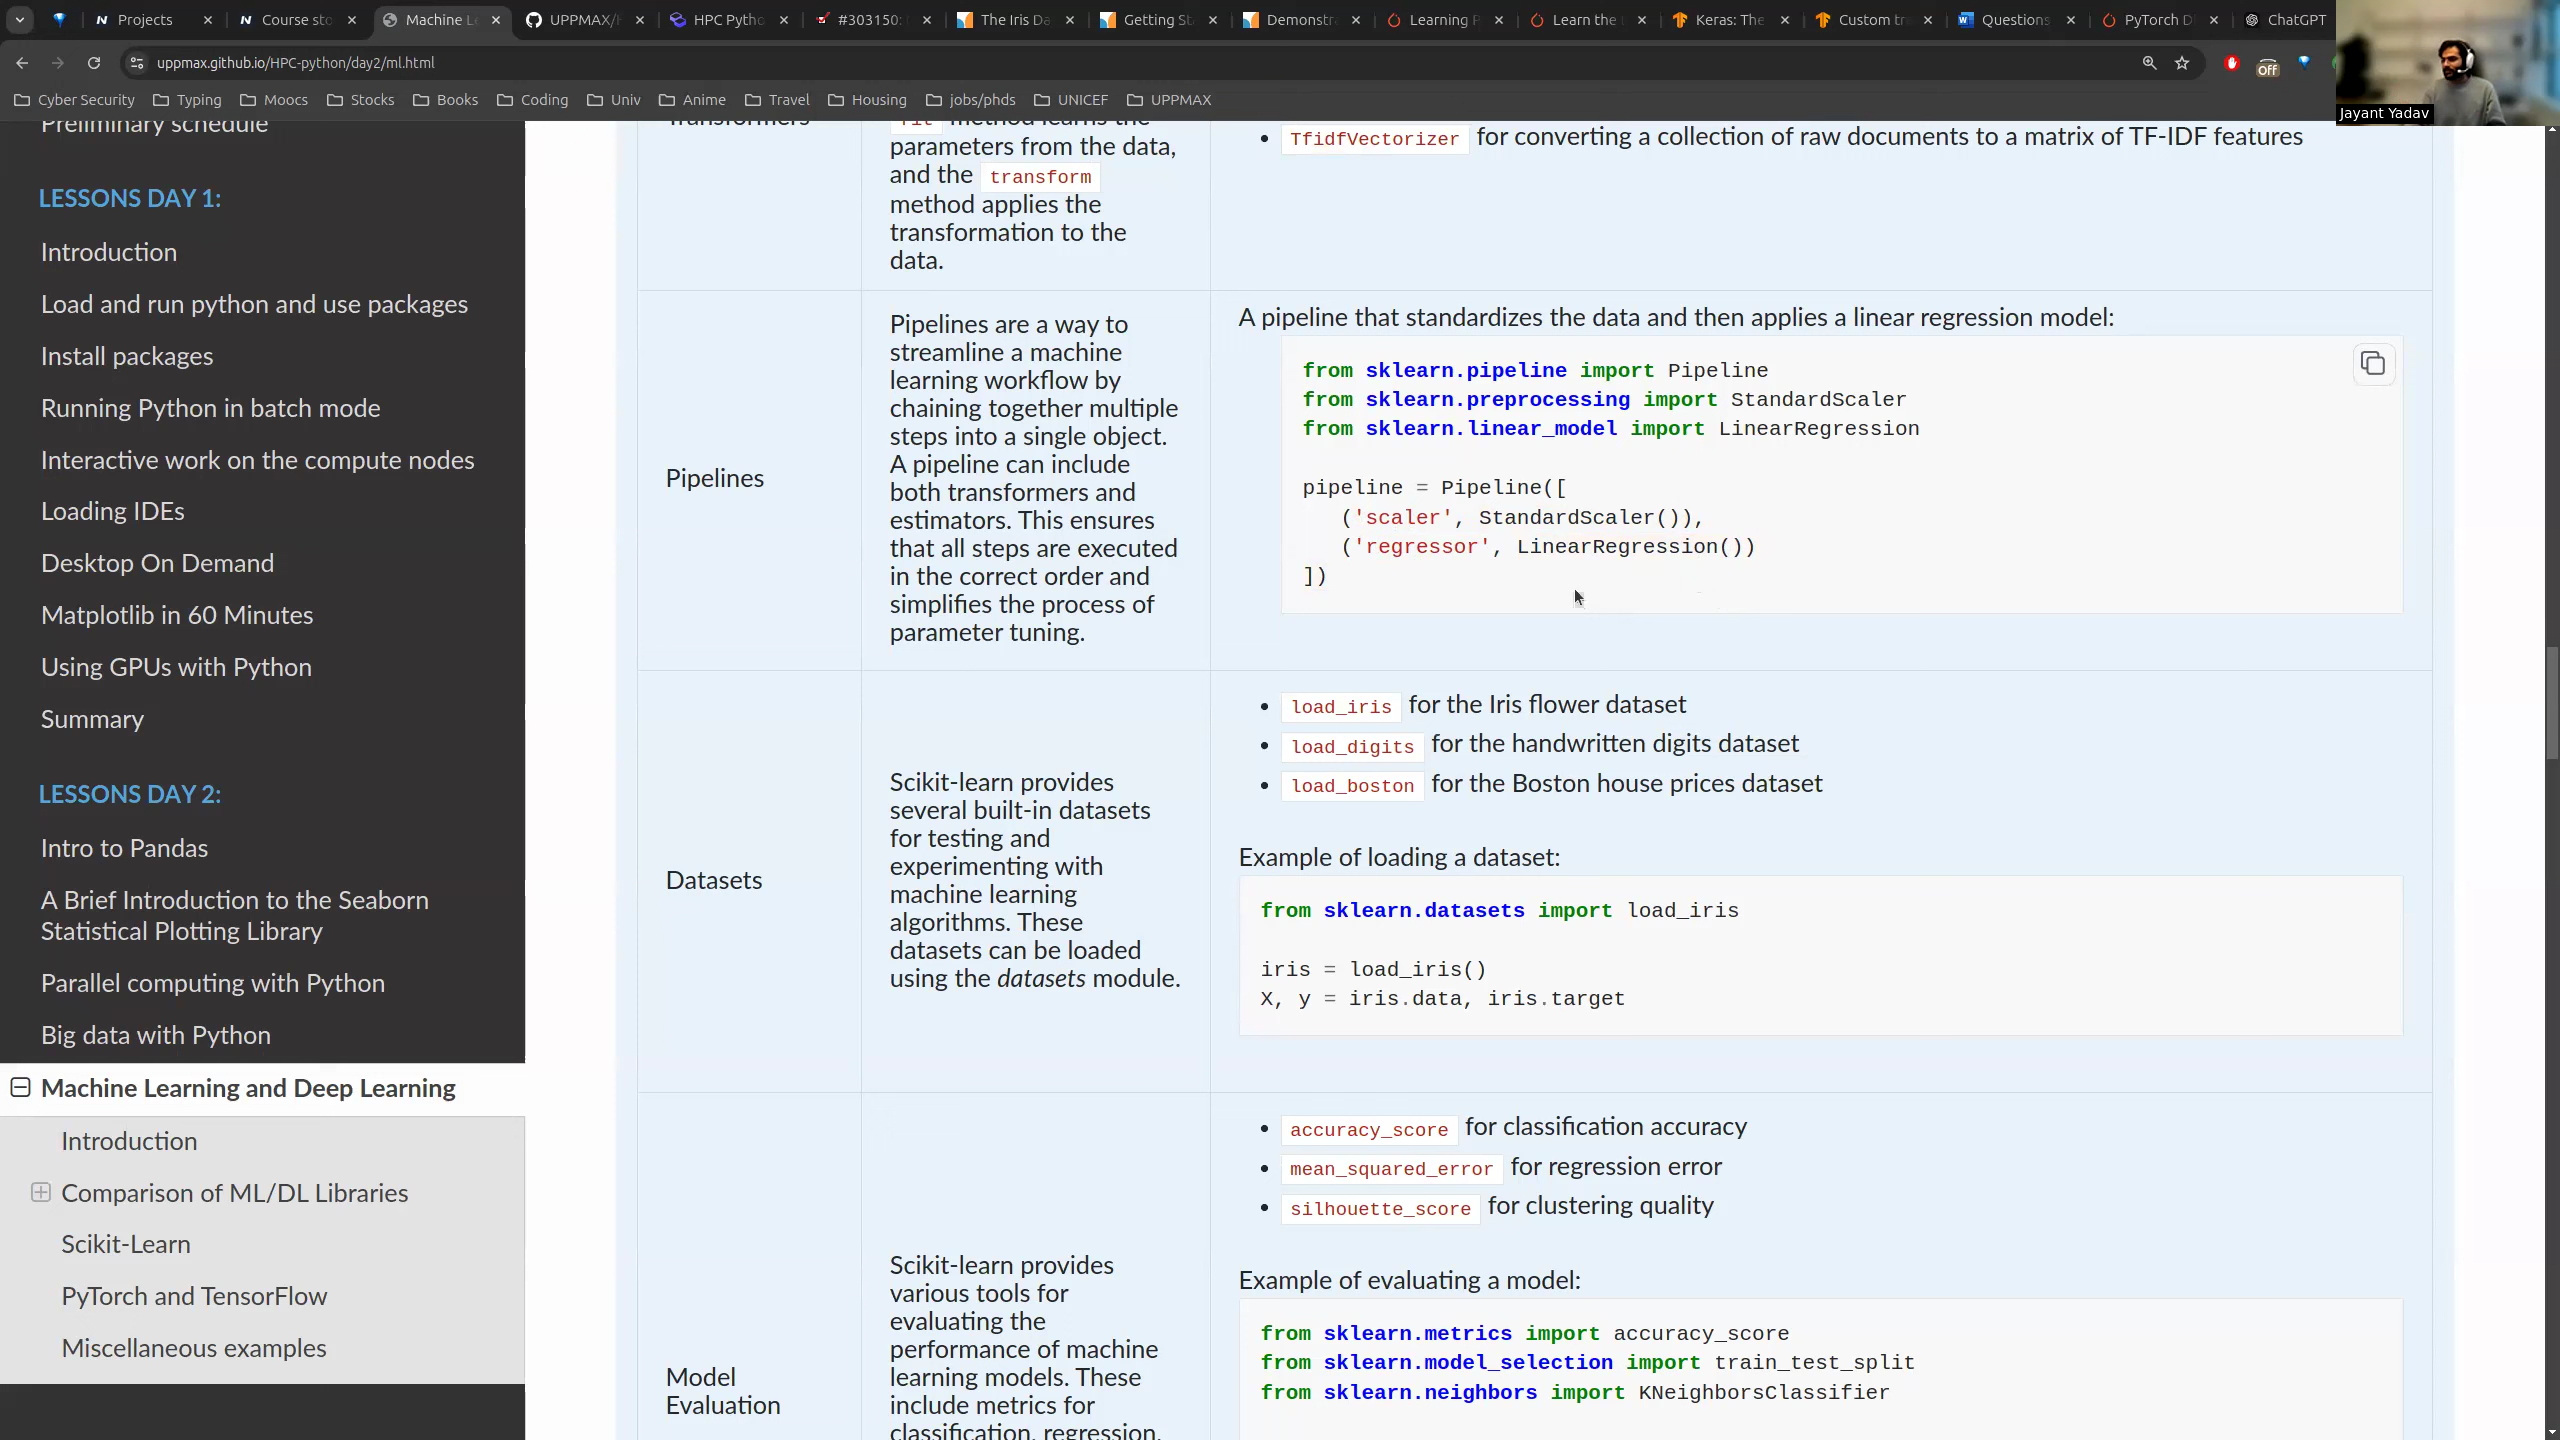 Projects
Course sto
Machine Le
UPPMAX/H
HPC Pytho
#303150:
The Iris Da
Getting St
Demonstra
Learning P
Learn the
Keras: The
Custom tr
Questions
PyTorch D
ChatGPT
uppmax.github.io/HPC-python/day2/ml.html
Off
Cyber Security
Typing
Moocs
Stocks
Books
Coding
Univ
Anime
Travel
Housing
jobs/phds
UNICEF
UPPMAX
Jayant Yadav
Preliminary schedule
LESSONS DAY 1:
Introduction
Load and run python and use packages
Install packages
Running Python in batch mode
Interactive work on the compute nodes
Loading IDEs
Desktop On Demand
Matplotlib in 60 Minutes
Using GPUs with Python
Summary
LESSONS DAY 2:
Intro to Pandas
A Brief Introduction to the Seaborn
Statistical Plotting Library
Parallel computing with Python
Big data with Python
Machine Learning and Deep Learning
Introduction
Comparison of ML/DL Libraries
Scikit-Learn
PyTorch and TensorFlow
Miscellaneous examples
Transformers
fit method learns the
parameters from the data,
and the transform
method applies the
transformation to the
data.
TfidfVectorizer for converting a collection of raw documents to a matrix of TF-IDF features
Pipelines
Pipelines are a way to
streamline a machine
learning workflow by
chaining together multiple
steps into a single object.
A pipeline can include
both transformers and
estimators. This ensures
that all steps are executed
in the correct order and
simplifies the process of
parameter tuning.
A pipeline that standardizes the data and then applies a linear regression model:
from sklearn.pipeline import Pipeline
from sklearn.preprocessing import StandardScaler
from sklearn.linear_model import LinearRegression
pipeline = Pipeline([
('scaler', StandardScaler()),
('regressor', LinearRegression())
])
Datasets
Scikit-learn provides
several built-in datasets
for testing and
experimenting with
machine learning
algorithms. These
datasets can be loaded
using the datasets module.
load_iris for the Iris flower dataset
load_digits for the handwritten digits dataset
load_boston for the Boston house prices dataset
Example of loading a dataset:
from sklearn.datasets import load_iris
iris = load_iris()
X, y = iris.data, iris.target
Model
Evaluation
Scikit-learn provides
various tools for
evaluating the
performance of machine
learning models. These
include metrics for
classification, regression,
accuracy_score for classification accuracy
mean_squared_error for regression error
silhouette_score for clustering quality
Example of evaluating a model:
from sklearn.metrics import accuracy_score
from sklearn.model_selection import train_test_split
from sklearn.neighbors import KNeighborsClassifier